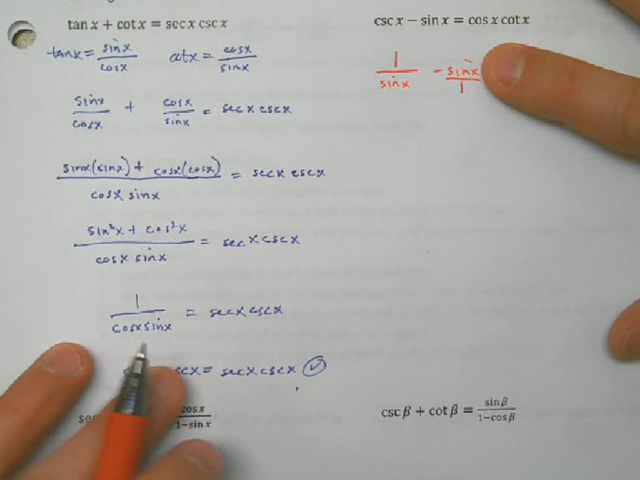 tan x + cot x = sec x csc x
tanx = sinx/cosx cotx = cosx/sinx
sinx/cosx + cosx/sinx = secx cscx
sinx(sinx) + cosx(cosx)/cosx sinx = secx cscx
sin²x + cos²x/cosx sinx = secx cscx
1/cosxsinx = secx cscx
= secx cscx ✓
cos x/1−sin x
csc x − sin x = cos x cot x
1/sinx - sinx/1
csc β + cot β = sin β/1−cos β